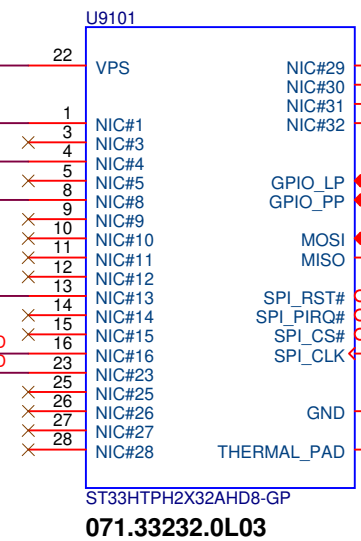 U9101
22 VPS NIC#29
NIC#30
NIC#31
1 NIC#1 NIC#32
3 NIC#3
4 NIC#4
5 NIC#5 GPIO_LP
8 NIC#8 GPIO_PP
9 NIC#9
10 NIC#10 MOSI
11 NIC#11 MISO
12 NIC#12
13 NIC#13 SPI_RST#
14 NIC#14 SPI_PIRQ#
15 NIC#15 SPI_CS#
16 NIC#16 SPI_CLK
23 NIC#23
25 NIC#25
26 NIC#26 GND
27 NIC#27
28 NIC#28 THERMAL_PAD
ST33HTPH2X32AHD8-GP
071.33232.0L03